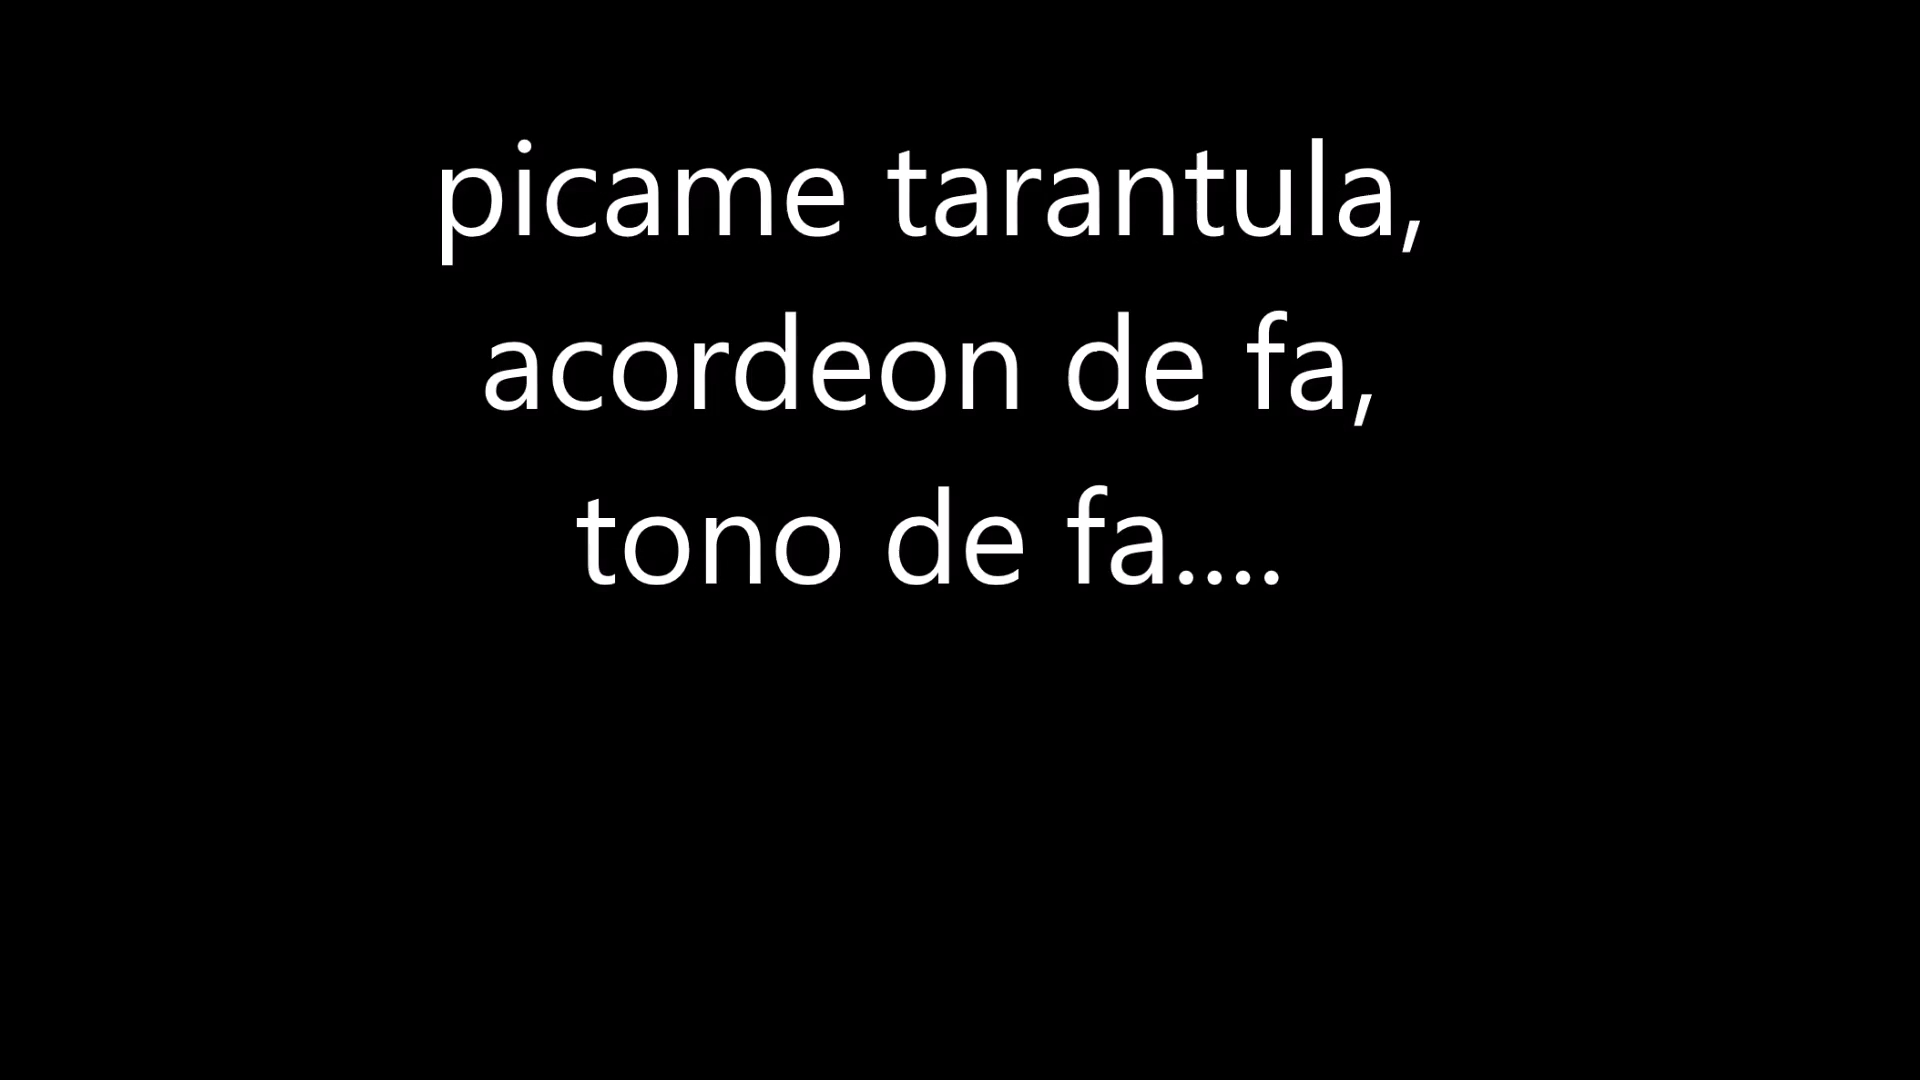 picame tarantula,
acordeon de fa,
tono de fa....